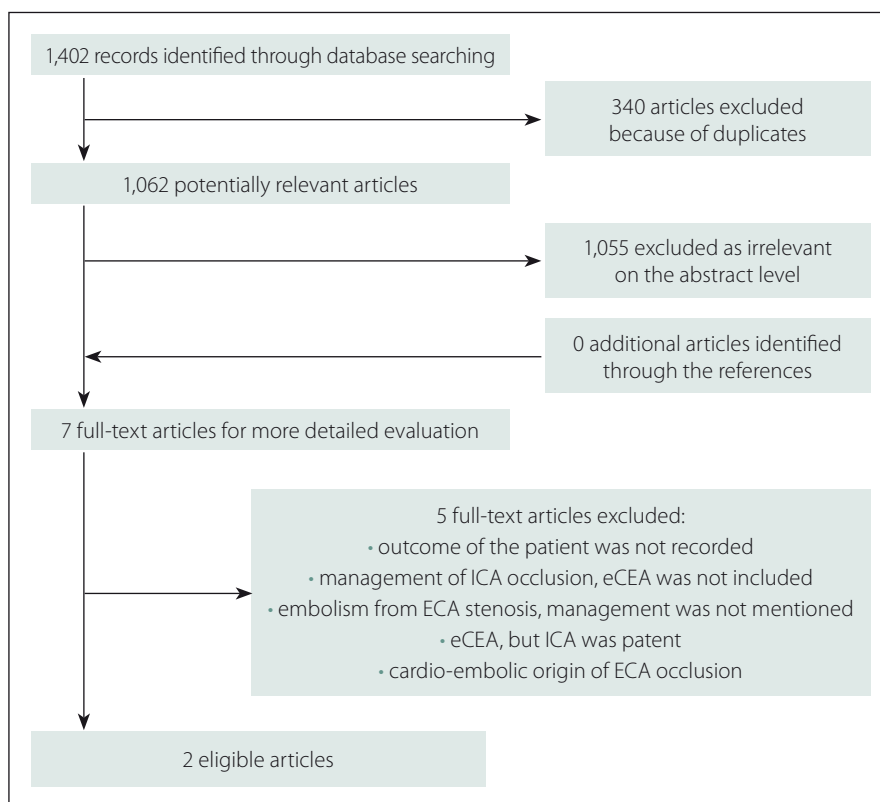 1,402 records identified through database searching
340 articles excluded
because of duplicates
1,062 potentially relevant articles
1,055 excluded as irrelevant
on the abstract level
0 additional articles identified
through the references
7 full-text articles for more detailed evaluation
5 full-text articles excluded:
• outcome of the patient was not recorded
• management of ICA occlusion, eCEA was not included
• embolism from ECA stenosis, management was not mentioned
• eCEA, but ICA was patent
• cardio-embolic origin of ECA occlusion
2 eligible articles